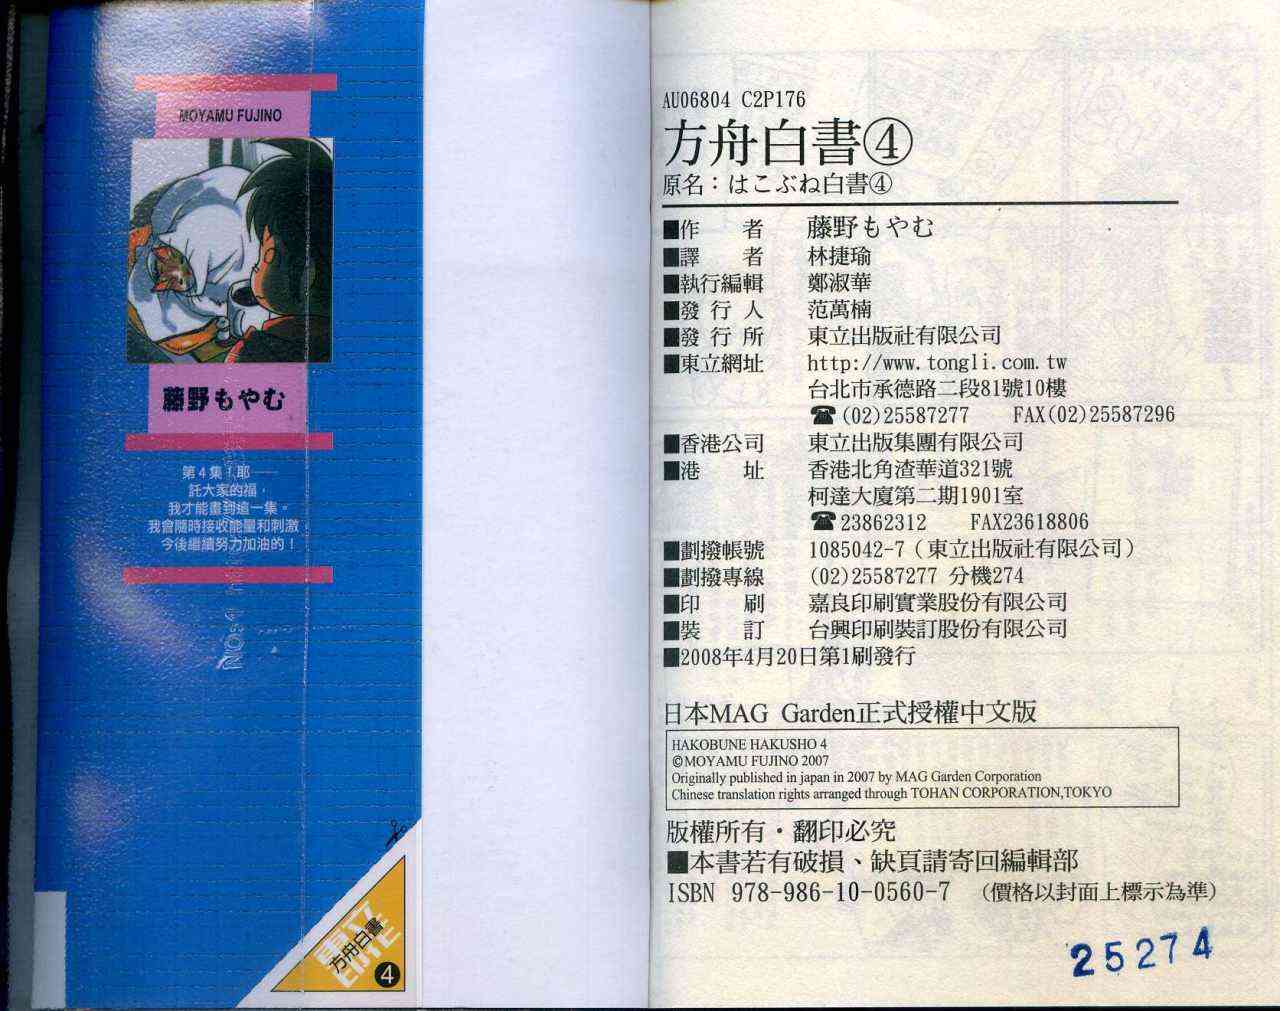 MOYAMU FUJINO
藤野もやむ
第4集！耶──
託大家的福，
我才能畫到這一集。
我會隨時接收能量和刺激，
今後繼續努力加油的！
東立
方舟白書
4
AU06804 C2P176
方舟白書④
原名：はこぶね白書④
■作　者　藤野もやむ
■譯　者　林捷瑜
■執行編輯　鄭淑華
■發行人　范萬楠
■發行所　東立出版社有限公司
■東立網址　http://www.tongli.com.tw
台北市承德路二段81號10樓
☎(02)25587277　FAX(02)25587296
■香港公司　東立出版集團有限公司
■港　址　香港北角渣華道321號
柯達大廈第二期1901室
☎23862312　FAX23618806
■劃撥帳號　1085042-7（東立出版社有限公司）
■劃撥專線　(02)25587277 分機274
■印　刷　嘉良印刷實業股份有限公司
■裝　訂　台興印刷裝訂股份有限公司
■2008年4月20日第1刷發行
日本MAG Garden正式授權中文版
HAKOBUNE HAKUSHO 4
©MOYAMU FUJINO 2007
Originally published in japan in 2007 by MAG Garden Corporation
Chinese translation rights arranged through TOHAN CORPORATION,TOKYO
版權所有・翻印必究
■本書若有破損、缺頁請寄回編輯部
ISBN 978-986-10-0560-7　（價格以封面上標示為準）
25274